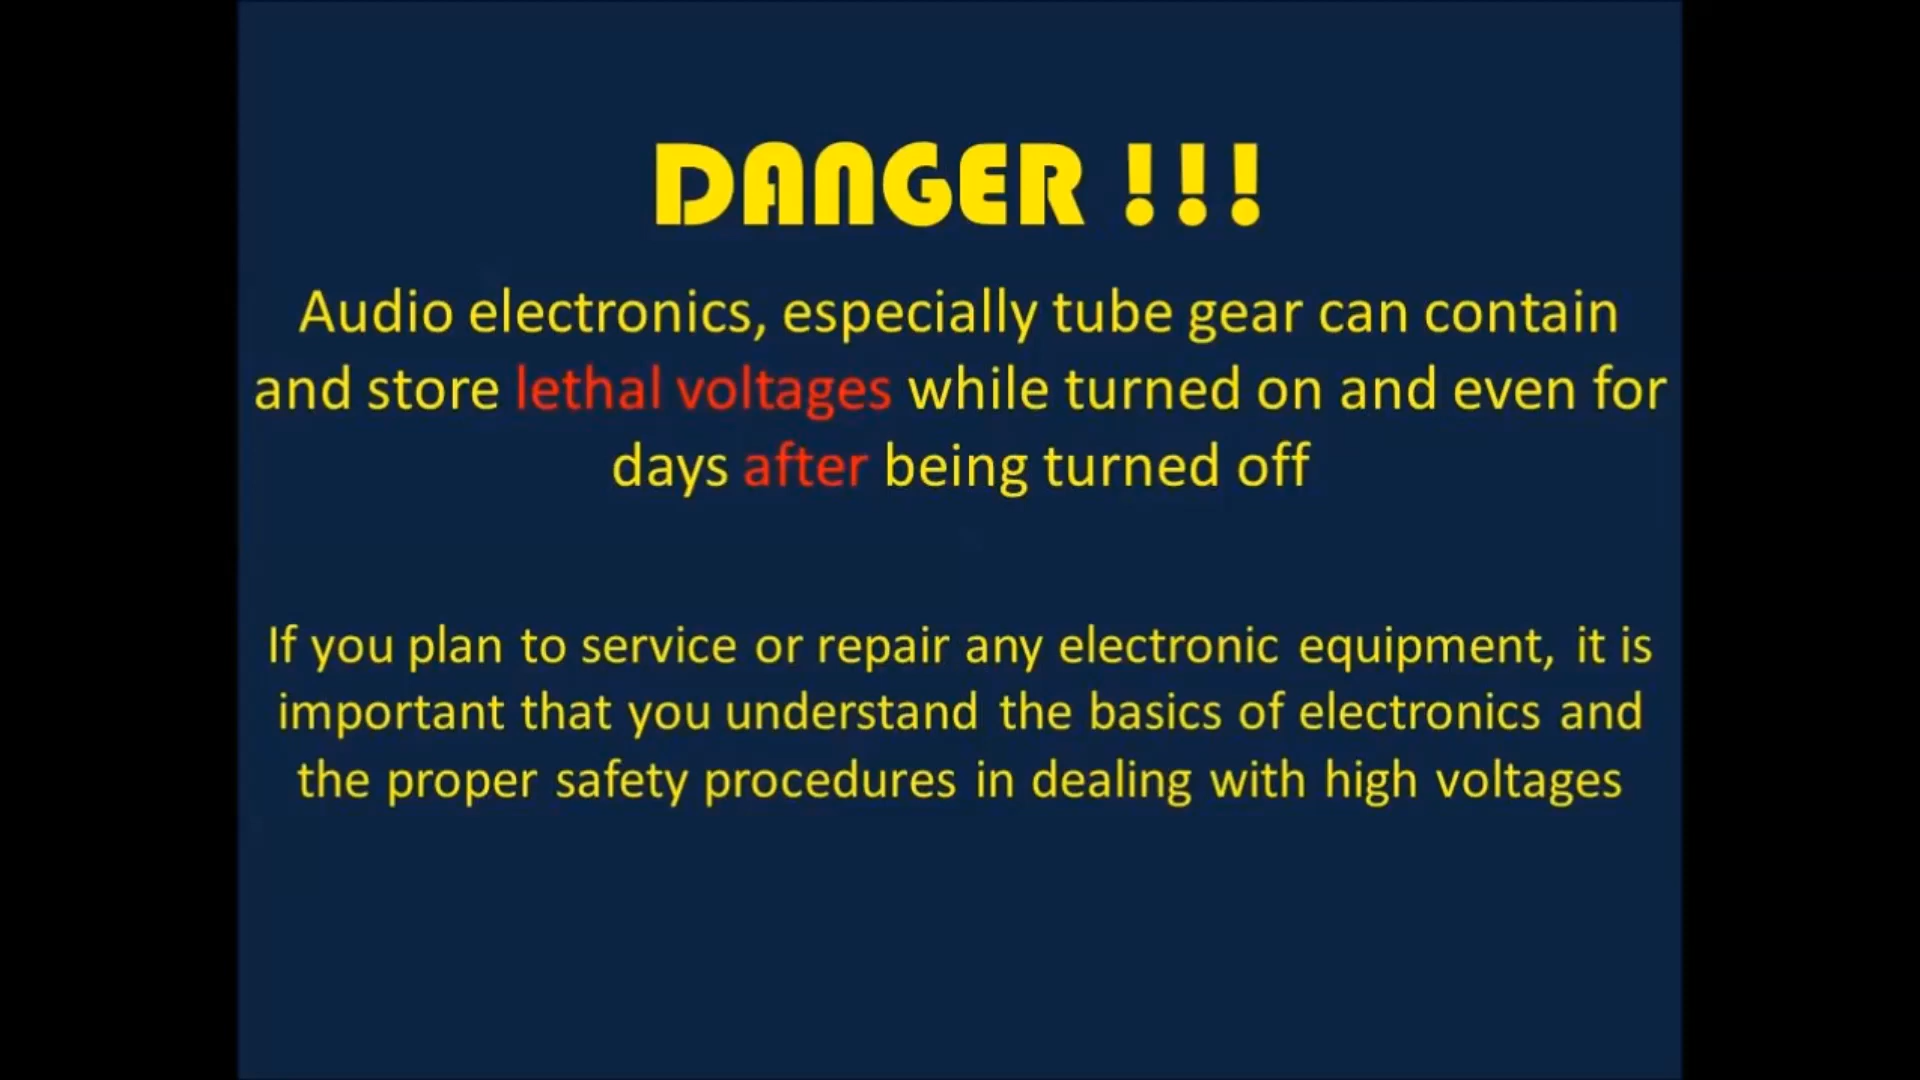 DANGER !!!
Audio electronics, especially tube gear can contain
and store lethal voltages while turned on and even for
days after being turned off
If you plan to service or repair any electronic equipment, it is
important that you understand the basics of electronics and
the proper safety procedures in dealing with high voltages